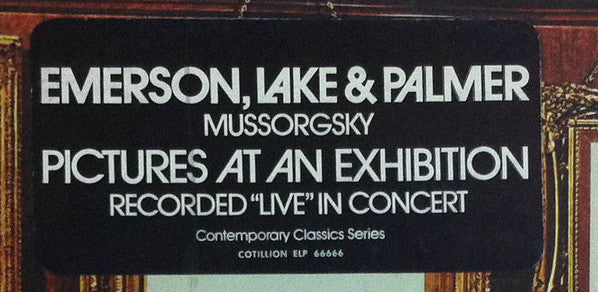 EMERSON, LAKE & PALMER
MUSSORGSKY
PICTURES AT AN EXHIBITION
RECORDED "LIVE" IN CONCERT
Contemporary Classics Series
COTILLION ELP 66666